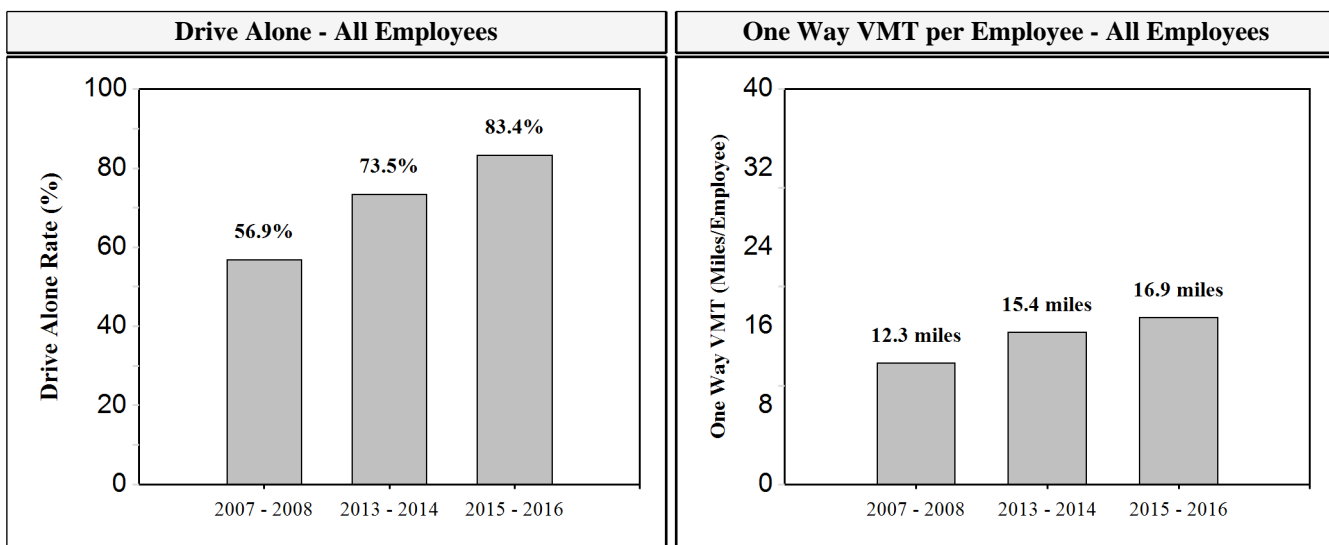 Drive Alone - All Employees
One Way VMT per Employee - All Employees
Drive Alone Rate (%)
100
80
60
40
20
0
56.9%
73.5%
83.4%
2007 - 2008
2013 - 2014
2015 - 2016
One Way VMT (Miles/Employee)
40
32
24
16
8
0
12.3 miles
15.4 miles
16.9 miles
2007 - 2008
2013 - 2014
2015 - 2016